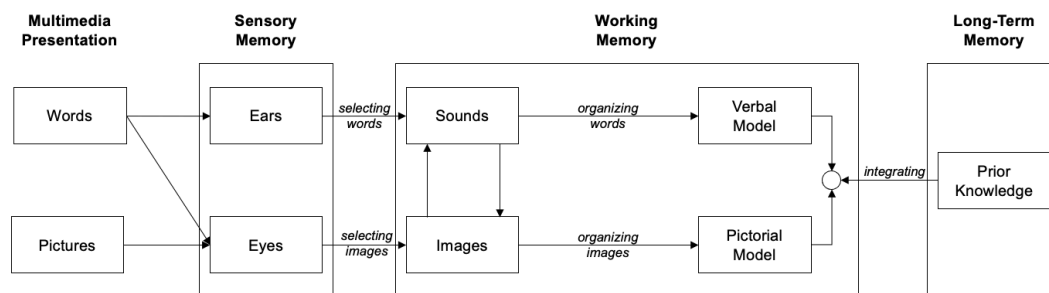 Multimedia
Presentation
Sensory
Memory
Working
Memory
Long-Term
Memory
Words
Ears
selecting
words
Sounds
organizing
words
Verbal
Model
integrating
Prior
Knowledge
Pictures
Eyes
selecting
images
Images
organizing
images
Pictorial
Model